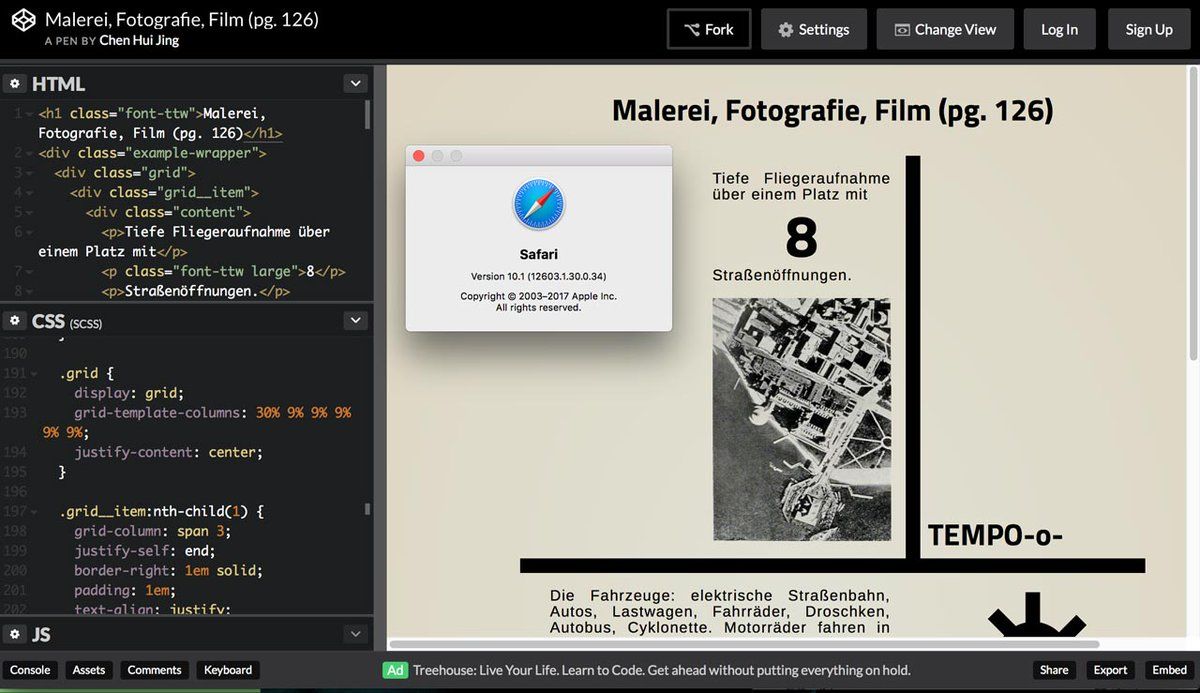 Malerei, Fotografie, Film (pg. 126)
A PEN BY Chen Hui Jing
Fork
Settings
Change View
Log In
Sign Up
HTML
1 <h1 class="font-ttw">Malerei,
Fotografie, Film (pg. 126)</h1>
2 <div class="example-wrapper">
3 <div class="grid">
4 <div class="grid__item">
5 <div class="content">
6 <p>Tiefe Fliegeraufnahme über
einem Platz mit</p>
7 <p class="font-ttw large">8</p>
8 <p>Straßenöffnungen.</p>
CSS (SCSS)
190
191 .grid {
192 display: grid;
193 grid-template-columns: 30% 9% 9% 9%
9% 9%;
194 justify-content: center;
195 }
196
197 .grid__item:nth-child(1) {
198 grid-column: span 3;
199 justify-self: end;
200 border-right: 1em solid;
201 padding: 1em;
202 text-align: justify;
JS
Malerei, Fotografie, Film (pg. 126)
Safari
Version 10.1 (12603.1.30.0.34)
Copyright © 2003–2017 Apple Inc.
All rights reserved.
Tiefe Fliegeraufnahme
über einem Platz mit
8
Straßenöffnungen.
TEMPO-o-
Die Fahrzeuge: elektrische Straßenbahn,
Autos, Lastwagen, Fahrräder, Droschken,
Autobus, Cyklonette. Motorräder fahren in
Console
Assets
Comments
Keyboard
Ad Treehouse: Live Your Life. Learn to Code. Get ahead without putting everything on hold.
Share
Export
Embed